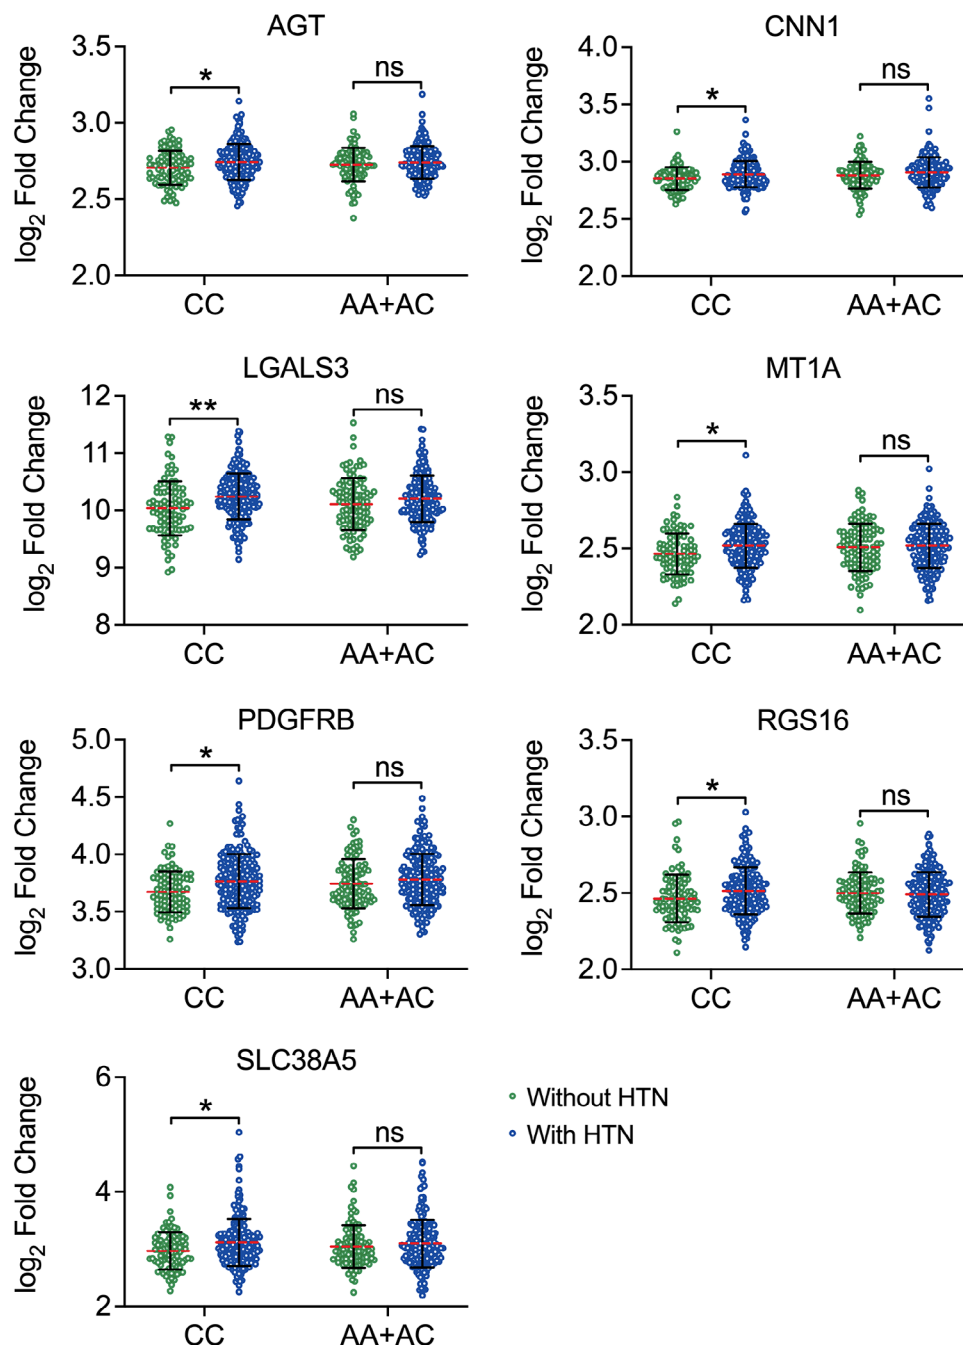 AGT
log2 Fold Change
3.5
3.0
2.5
2.0
*
ns
CC
AA+AC
CNN1
log2 Fold Change
4.0
3.5
3.0
2.5
2.0
*
ns
CC
AA+AC
LGALS3
log2 Fold Change
12
11
10
9
8
**
ns
CC
AA+AC
MT1A
log2 Fold Change
3.5
3.0
2.5
2.0
*
ns
CC
AA+AC
PDGFRB
log2 Fold Change
5.0
4.5
4.0
3.5
3.0
*
ns
CC
AA+AC
RGS16
log2 Fold Change
3.5
3.0
2.5
2.0
*
ns
CC
AA+AC
SLC38A5
log2 Fold Change
6
4
2
*
ns
CC
AA+AC
Without HTN
With HTN